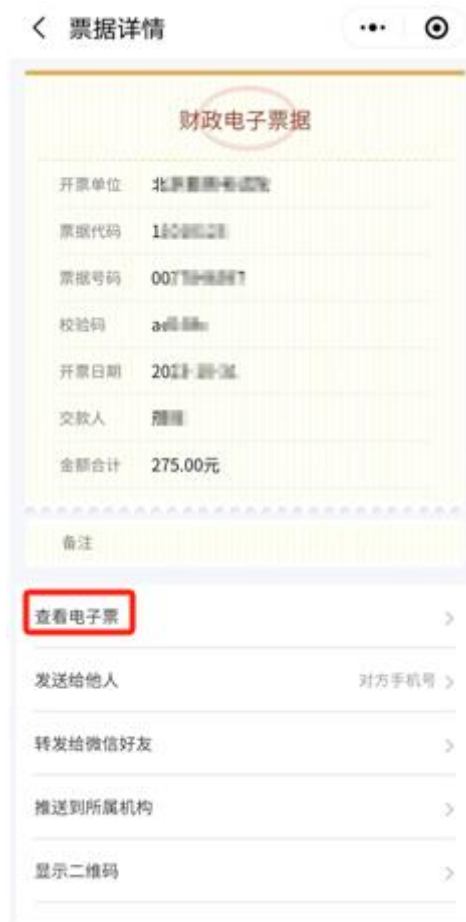 票据详情
财政电子票据
开票单位
票据代码
票据号码
校验码
开票日期
交款人
金额合计 275.00元
备注
查看电子票
发送给他人 对方手机号
转发给微信好友
推送到所属机构
显示二维码